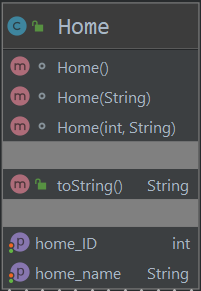 C Home
m Home()
m Home(String)
m Home(int, String)
m toString() String
p home_ID int
p home_name String